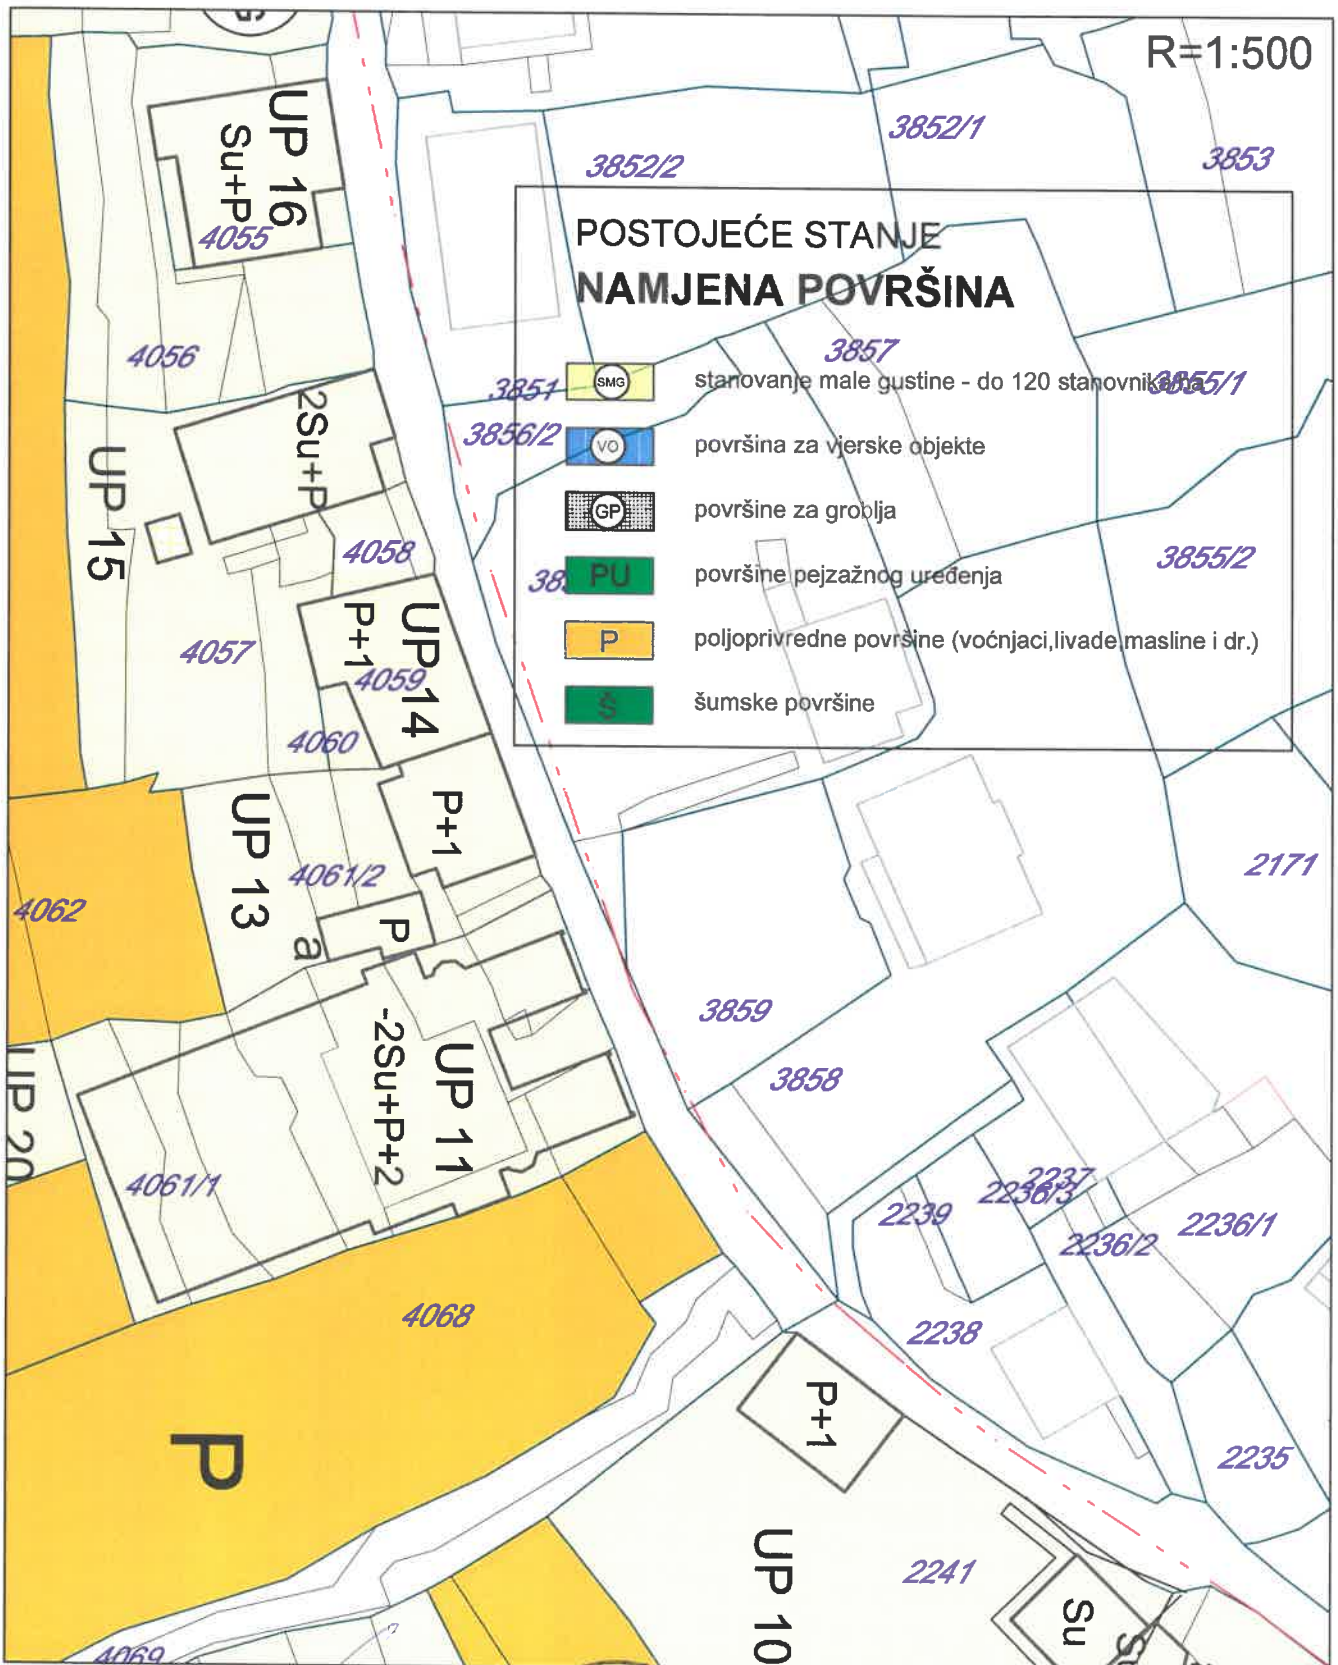 R=1:500
3852/1
3852/2
3853
UP 16
Su+P
4055
POSTOJEĆE STANJE
NAMJENA POVRŠINA
4056
3857
3851
SMG
stanovanje male gustine - do 120 stanovnika/ha
3855/1
2Su+P
3856/2
VO
površina za vjerske objekte
UP 15
GP
površine za groblja
4058
3855/2
PU
površine pejzažnog uređenja
4057
UP 14
P+1
4059
P
poljoprivredne površine (voćnjaci,livade,masline i dr.)
4060
Š
šumske površine
UP 13
P+1
4061/2
2171
4062
P
a
3859
UP 11
-2Su+P+2
3858
UP 20
4061/1
2237
2236/3
2239
2236/1
2236/2
4068
2238
P+1
P
2235
UP 10
2241
Su
4069